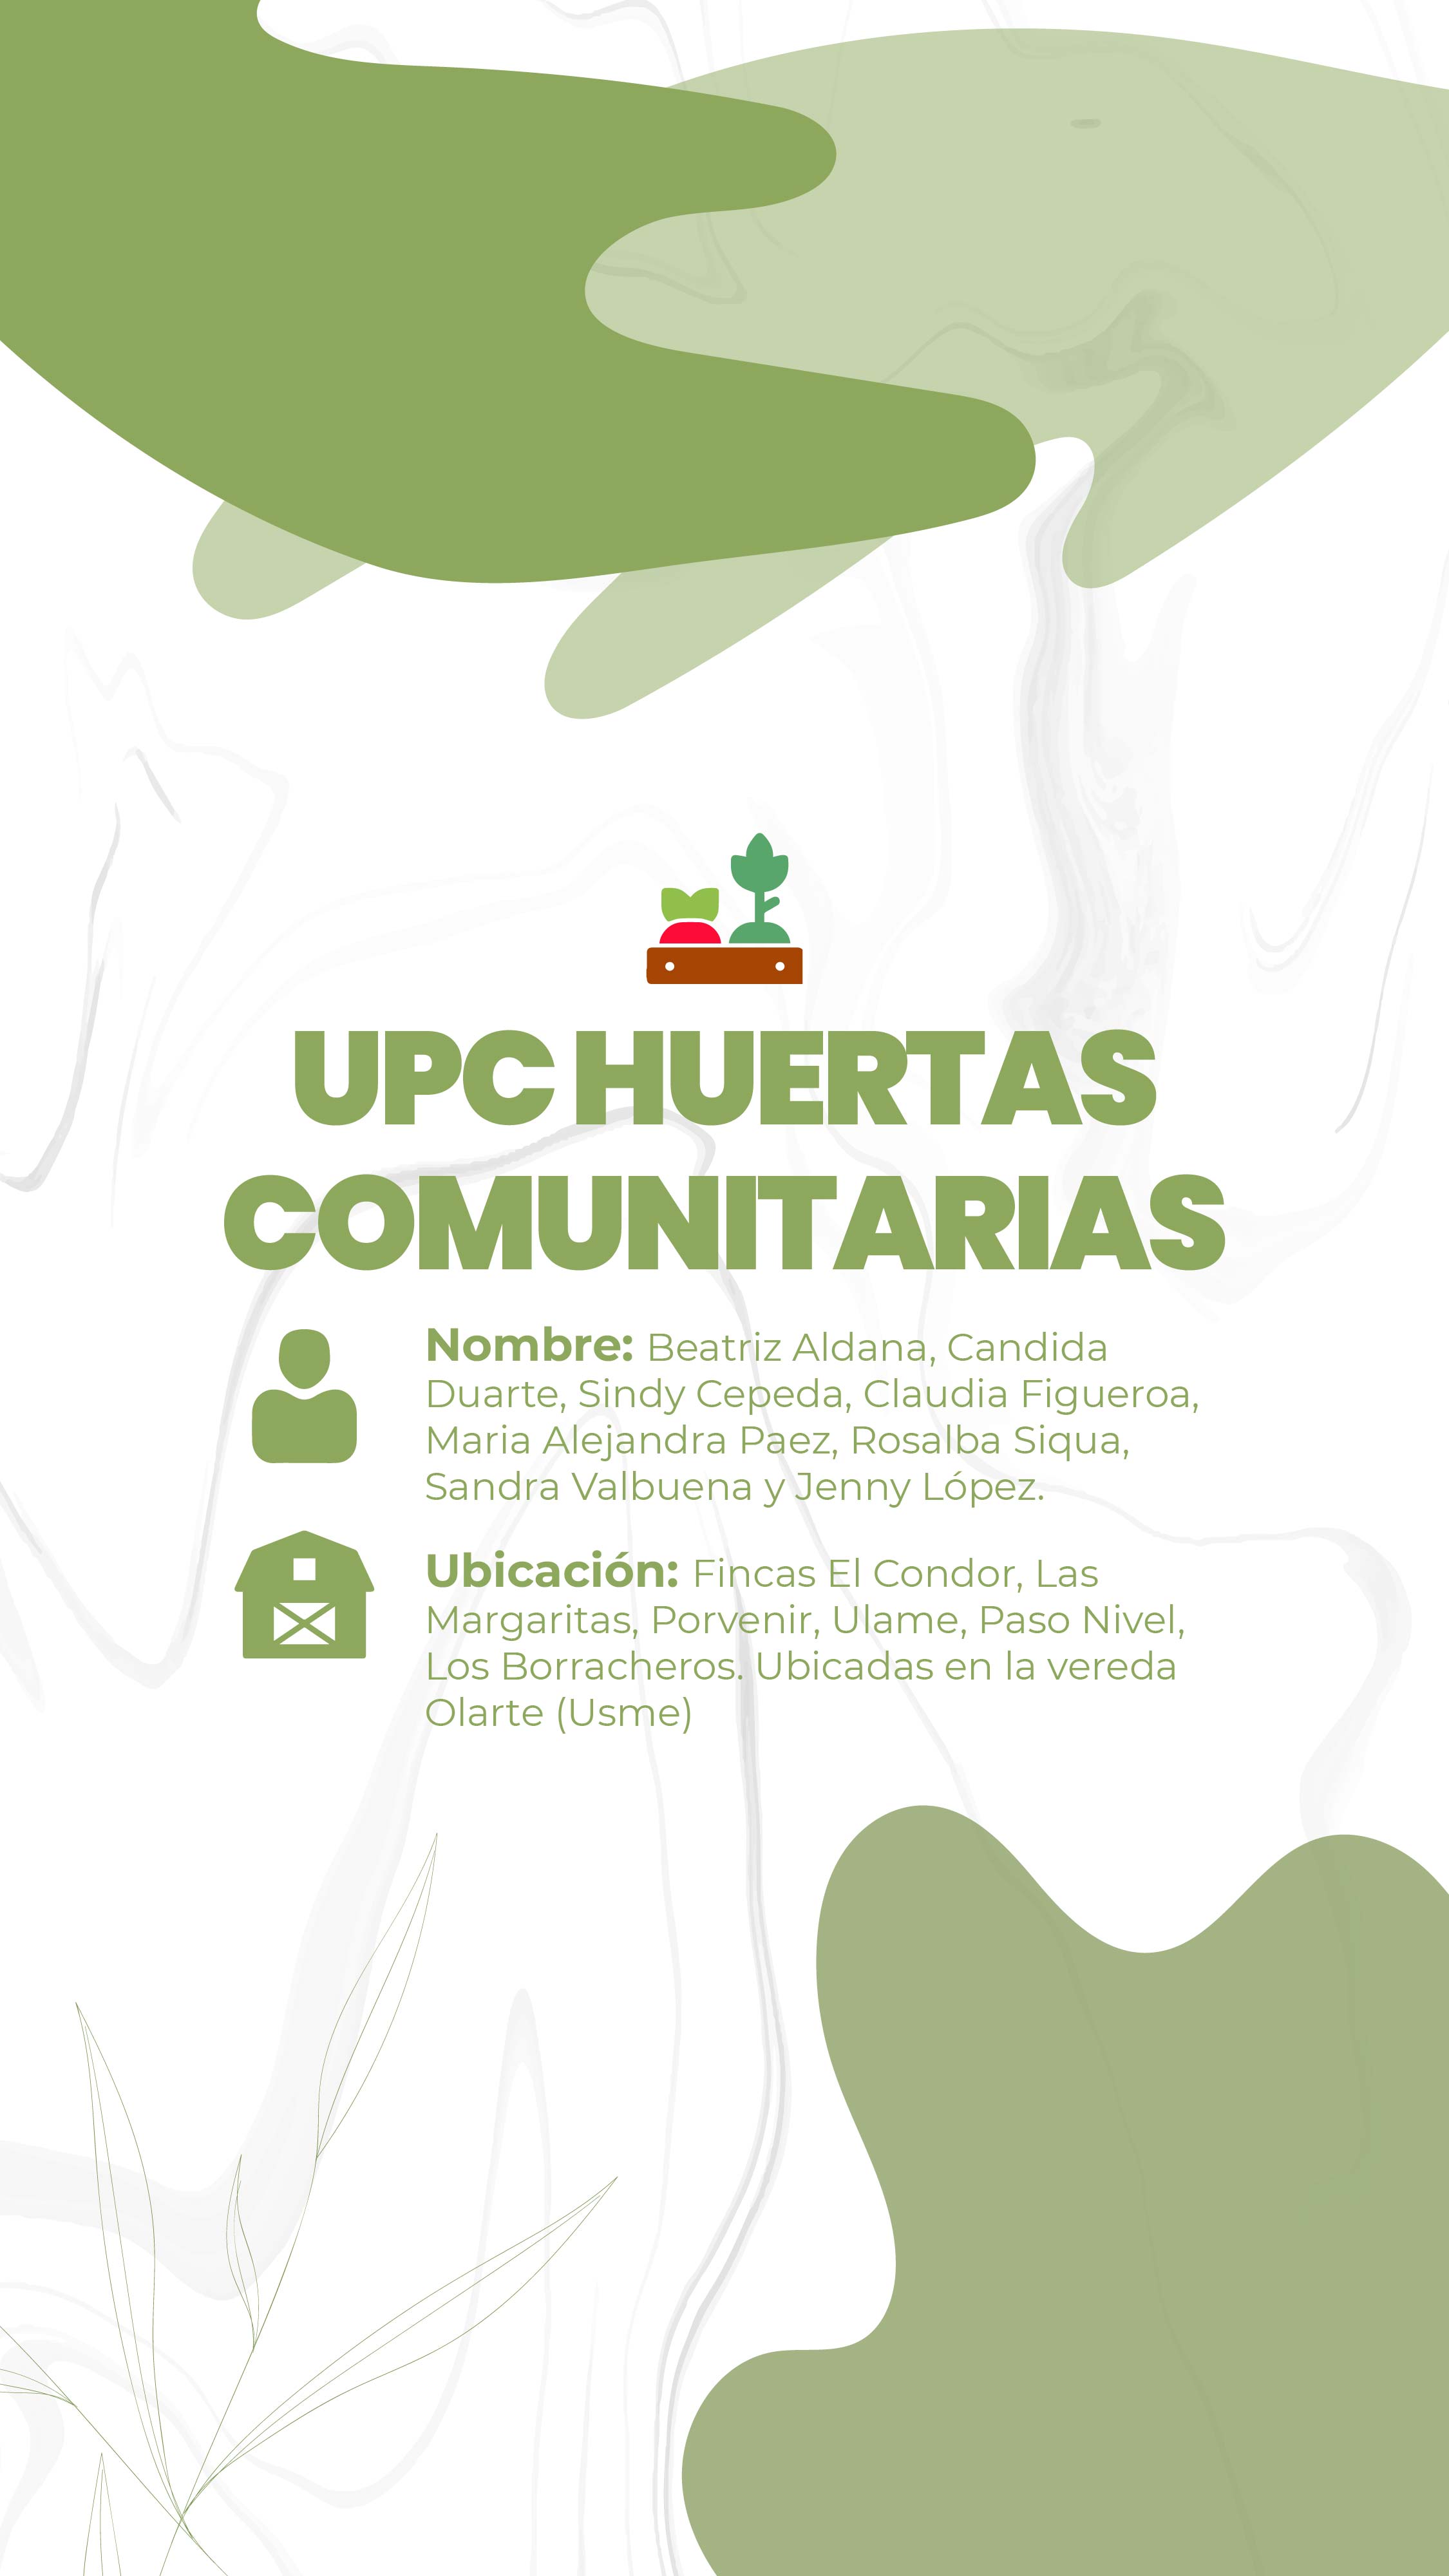 UPC HUERTAS
COMUNITARIAS
Nombre: Beatriz Aldana, Candida
Duarte, Sindy Cepeda, Claudia Figueroa,
Maria Alejandra Paez, Rosalba Siqua,
Sandra Valbuena y Jenny López.
Ubicación: Fincas El Condor, Las
Margaritas, Porvenir, Ulame, Paso Nivel,
Los Borracheros. Ubicadas en la vereda
Olarte (Usme)